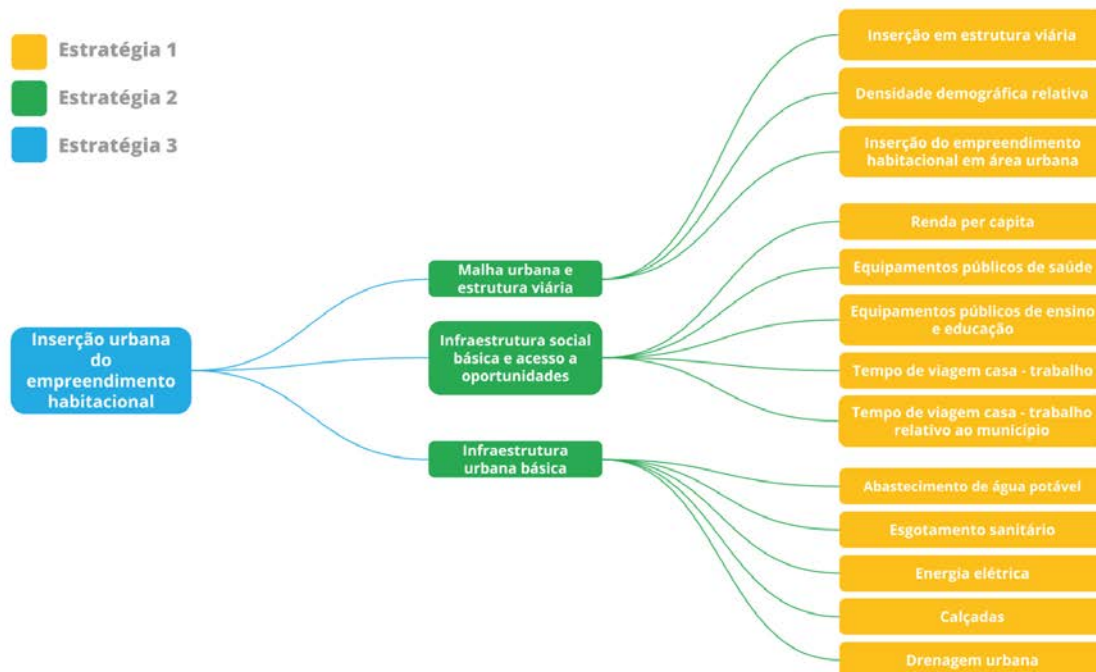 Estratégia 1
Estratégia 2
Estratégia 3
Inserção urbana
do
empreendimento
habitacional
Malha urbana e
estrutura viária
Infraestrutura social
básica e acesso a
oportunidades
Infraestrutura
urbana básica
Inserção em estrutura viária
Densidade demográfica relativa
Inserção do empreendimento
habitacional em área urbana
Renda per capita
Equipamentos públicos de saúde
Equipamentos públicos de ensino
e educação
Tempo de viagem casa - trabalho
Tempo de viagem casa - trabalho
relativo ao município
Abastecimento de água potável
Esgotamento sanitário
Energia elétrica
Calçadas
Drenagem urbana